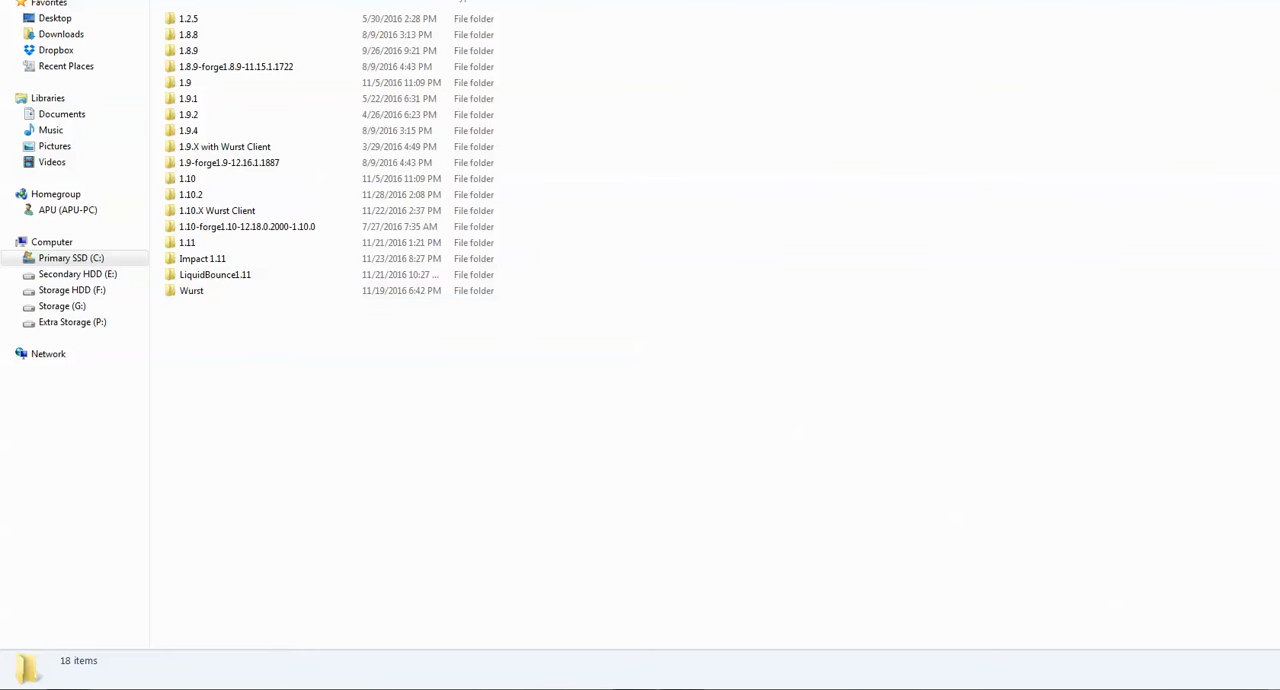 Favorites
Desktop
Downloads
Dropbox
Recent Places
Libraries
Documents
Music
Pictures
Videos
Homegroup
APU (APU-PC)
Computer
Primary SSD (C:)
Secondary HDD (E:)
Storage HDD (F:)
Storage (G:)
Extra Storage (P:)
Network
1.2.5 5/30/2016 2:28 PM File folder
1.8.8 8/9/2016 3:13 PM File folder
1.8.9 9/26/2016 9:21 PM File folder
1.8.9-forge1.8.9-11.15.1.1722 8/9/2016 4:43 PM File folder
1.9 11/5/2016 11:09 PM File folder
1.9.1 5/22/2016 6:31 PM File folder
1.9.2 4/26/2016 6:23 PM File folder
1.9.4 8/9/2016 3:15 PM File folder
1.9.X with Wurst Client 3/29/2016 4:49 PM File folder
1.9-forge1.9-12.16.1.1887 8/9/2016 4:43 PM File folder
1.10 11/5/2016 11:09 PM File folder
1.10.2 11/28/2016 2:08 PM File folder
1.10.X Wurst Client 11/22/2016 2:37 PM File folder
1.10-forge1.10-12.18.0.2000-1.10.0 7/27/2016 7:35 AM File folder
1.11 11/21/2016 1:21 PM File folder
Impact 1.11 11/23/2016 8:27 PM File folder
LiquidBounce1.11 11/21/2016 10:27 ... File folder
Wurst 11/19/2016 6:42 PM File folder
18 items